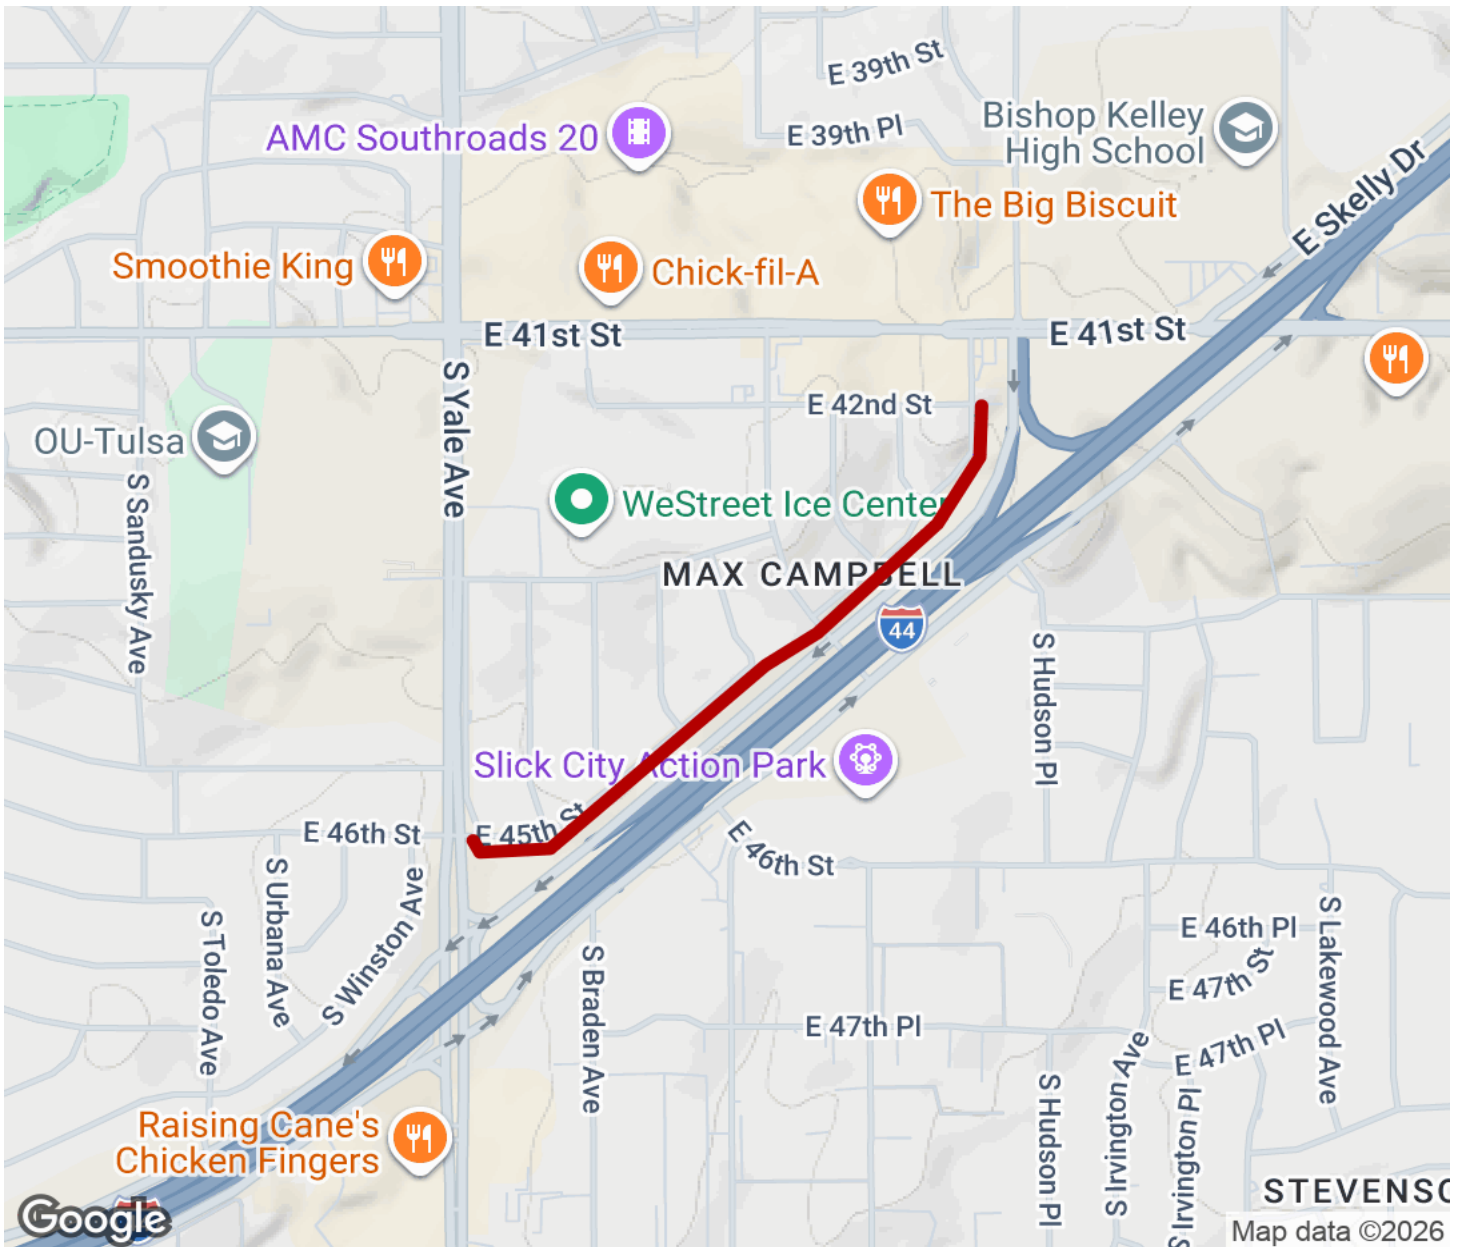 E 39th St
Bishop Kelley
High School
AMC Southroads 20
E 39th Pl
E Skelly Dr
The Big Biscuit
Smoothie King
Chick-fil-A
E 41st St
E 41st St
S Yale Ave
E 42nd St
OU-Tulsa
S Sandusky Ave
WeStreet Ice Center
MAX CAMPBELL
44
S Hudson Pl
Slick City Action Park
E 46th St
E 45th St
E 46th St
S Urbana Ave
S Winston Ave
S Toledo Ave
S Braden Ave
E 46th Pl
S Lakewood Ave
E 47th St
E 47th Pl
E 47th Pl
S Hudson Pl
S Irvington Ave
S Irvington Pl
Raising Cane's
Chicken Fingers
STEVENSO
Google
Map data ©2026